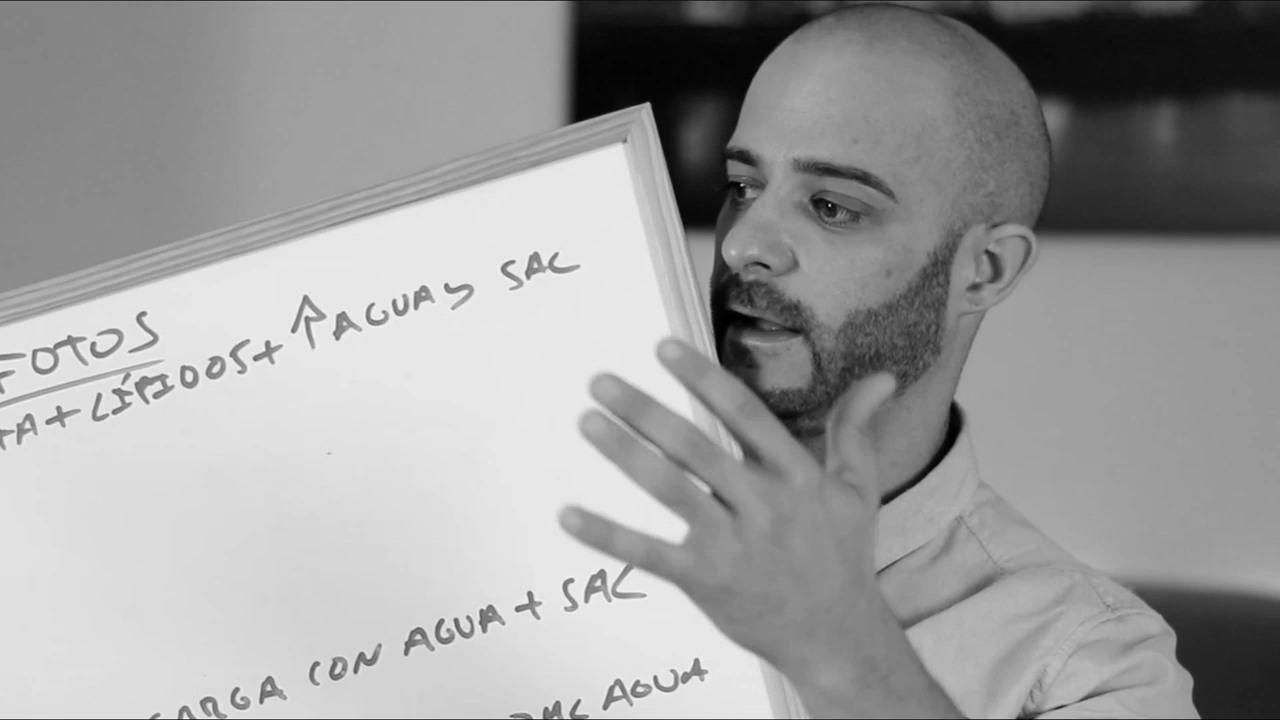 FOTOS
TA + LÍPIDOS + ↑ AGUA y SAL
CARGA CON AGUA + SAL
AGUA